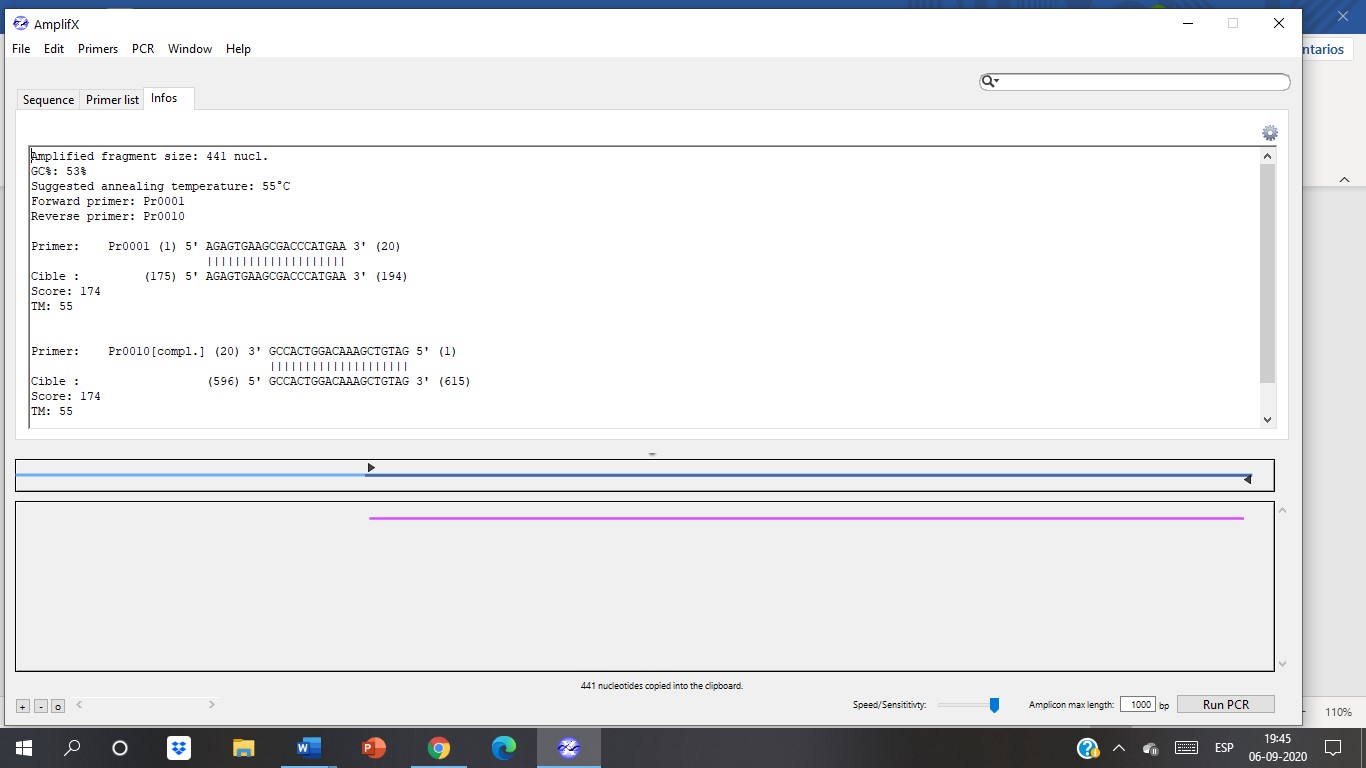 AmplifX
File Edit Primers PCR Window Help
ntarios
Sequence Primer list Infos
Amplified fragment size: 441 nucl.
GC%: 53%
Suggested annealing temperature: 55°C
Forward primer: Pr0001
Reverse primer: Pr0010
Primer: Pr0001 (1) 5' AGAGTGAAGCGACCCATGAA 3' (20)
||||||||||||||||||||
Cible : (175) 5' AGAGTGAAGCGACCCATGAA 3' (194)
Score: 174
TM: 55
Primer: Pr0010[compl.] (20) 3' GCCACTGGACAAAGCTGTAG 5' (1)
||||||||||||||||||||
Cible : (596) 5' GCCACTGGACAAAGCTGTAG 3' (615)
Score: 174
TM: 55
441 nucleotides copied into the clipboard.
+ - o
Speed/Sensititivty: Amplicon max length: 1000 bp Run PCR
110%
ESP
19:45
06-09-2020